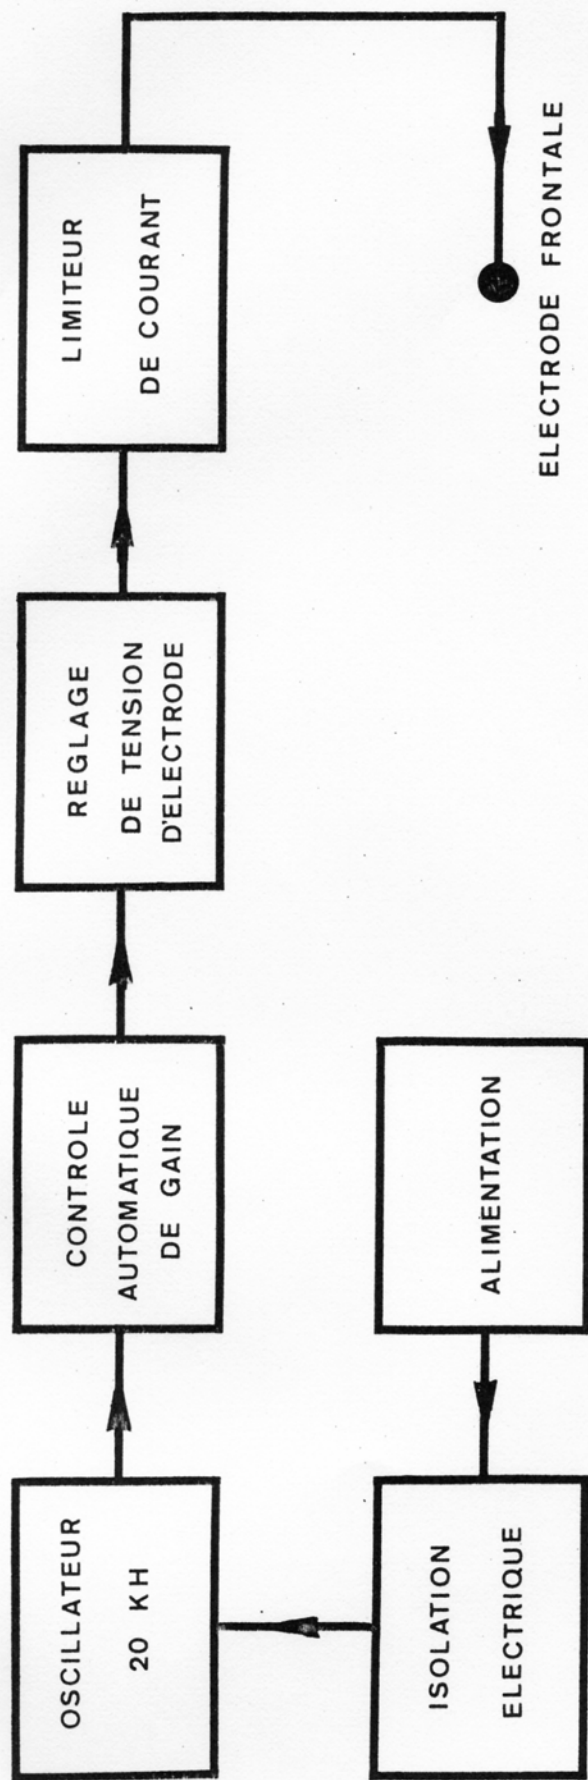 OSCILLATEUR
20 KH
CONTROLE
AUTOMATIQUE
DE GAIN
REGLAGE
DE TENSION
D'ELECTRODE
LIMITEUR
DE COURANT
ISOLATION
ELECTRIQUE
ALIMENTATION
ELECTRODE FRONTALE